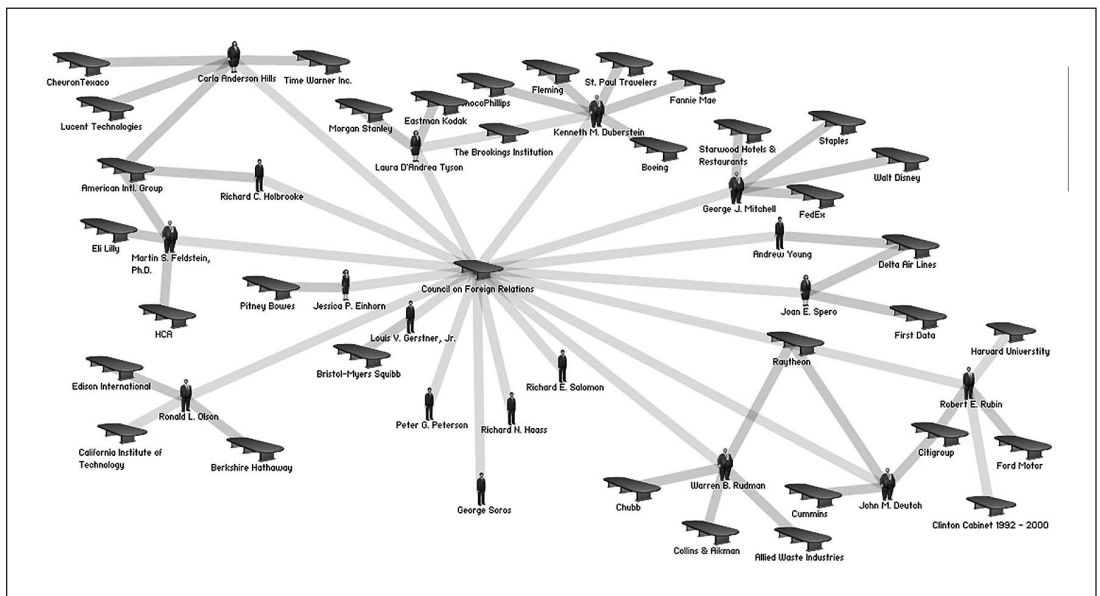 ChevronTexaco
Carla Anderson Hills
Time Warner Inc.
Lucent Technologies
Morgan Stanley
Eastman Kodak
onocoPhillips
Fleming
St. Paul Travelers
Fannie Mae
Kenneth M. Duberstein
Laura D'Andrea Tyson
The Brookings Institution
Boeing
Starwood Hotels &
Restaurants
Staples
Walt Disney
George J. Mitchell
FedEx
American Intl. Group
Richard C. Holbrooke
Eli Lilly
Martin S. Feldstein,
Ph.D.
Andrew Young
Delta Air Lines
Council on Foreign Relations
Pitney Bowes
Jessica P. Einhorn
Joan E. Spero
First Data
HCA
Louis V. Gerstner, Jr.
Bristol-Myers Squibb
Raytheon
Harvard Universtity
Edison International
Ronald L. Olson
Richard E. Salomon
Robert E. Rubin
Peter G. Peterson
Richard N. Haass
California Institute of
Technology
Berkshire Hathaway
Citigroup
Ford Motor
George Soros
Warren B. Rudman
Chubb
Cummins
John M. Deutch
Clinton Cabinet 1992 - 2000
Collins & Aikman
Allied Waste Industries